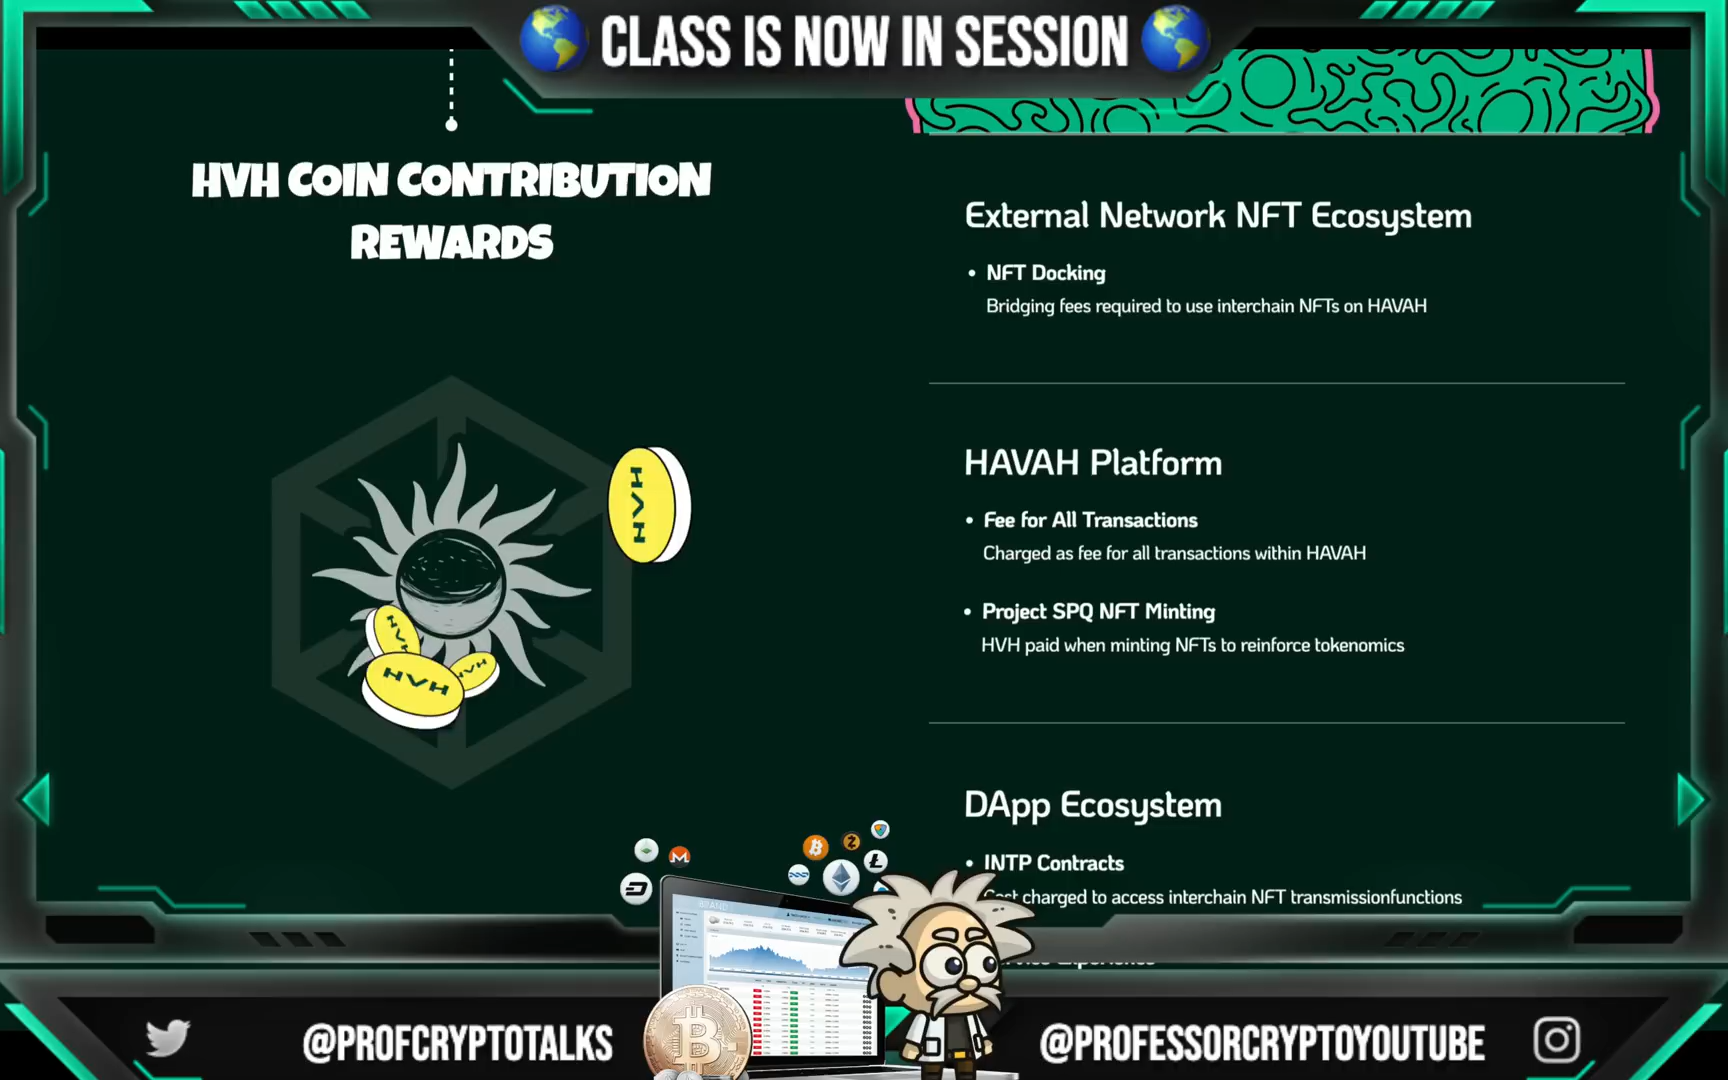 CLASS IS NOW IN SESSION
HVH COIN CONTRIBUTION
REWARDS
HVH
HVH
HVH
HVH
External Network NFT Ecosystem
• NFT Docking
Bridging fees required to use interchain NFTs on HAVAH
HAVAH Platform
• Fee for All Transactions
Charged as fee for all transactions within HAVAH
• Project SPQ NFT Minting
HVH paid when minting NFTs to reinforce tokenomics
DApp Ecosystem
• INTP Contracts
charged to access interchain NFT transmissionfunctions
@PROFCRYPTOTALKS
@PROFESSORCRYPTOYOUTUBE